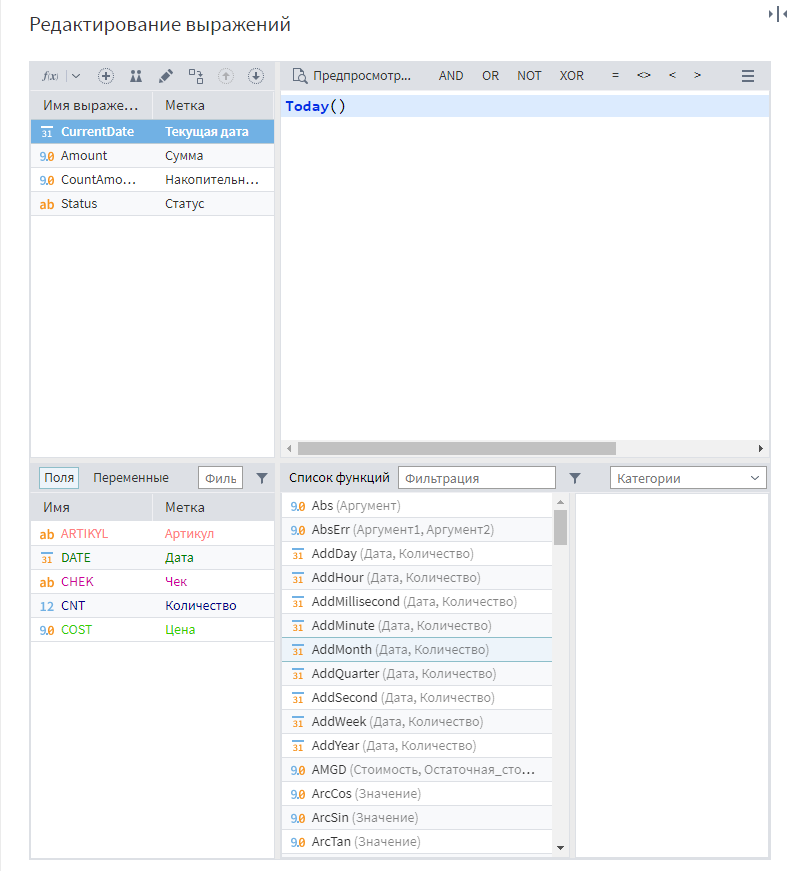 Редактирование выражений
f(x)
Предпросмотр... AND OR NOT XOR = <> < >
Имя выраже... Метка
Today()
31 CurrentDate Текущая дата
9.0 Amount Сумма
9.0 CountAmo... Накопительн...
ab Status Статус
Поля Переменные Филь
Имя Метка
ab ARTIKYL Артикул
31 DATE Дата
ab CHEK Чек
12 CNT Количество
9.0 COST Цена
Список функций Фильтрация Категории
9.0 Abs (Аргумент)
9.0 AbsErr (Аргумент1, Аргумент2)
31 AddDay (Дата, Количество)
31 AddHour (Дата, Количество)
31 AddMillisecond (Дата, Количество)
31 AddMinute (Дата, Количество)
31 AddMonth (Дата, Количество)
31 AddQuarter (Дата, Количество)
31 AddSecond (Дата, Количество)
31 AddWeek (Дата, Количество)
31 AddYear (Дата, Количество)
9.0 AMGD (Стоимость, Остаточная_сто...
9.0 ArcCos (Значение)
9.0 ArcSin (Значение)
9.0 ArcTan (Значение)